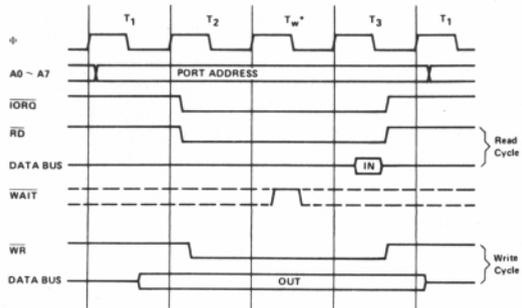 T1 T2 Tw* T3 T1
Φ
A0 ~ A7 PORT ADDRESS
IORQ
RD
Read
Cycle
DATA BUS IN
WAIT
WR
Write
Cycle
DATA BUS OUT